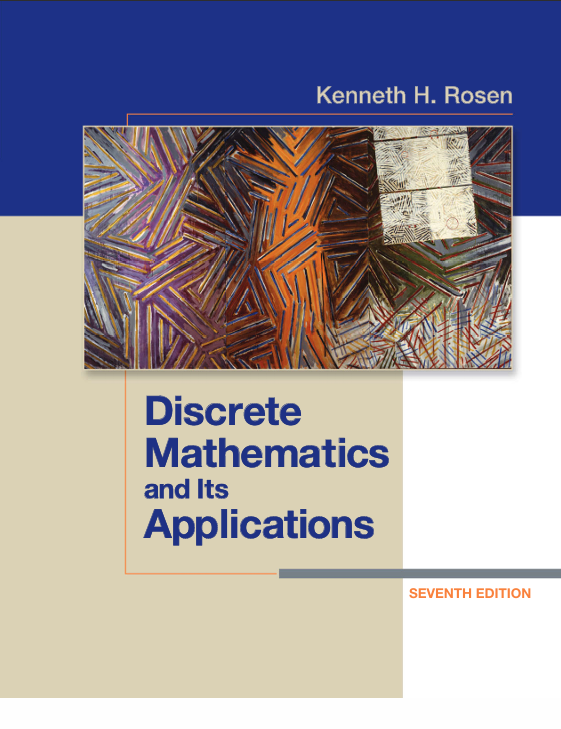 Kenneth H. Rosen
Discrete
Mathematics
and Its
Applications
SEVENTH EDITION